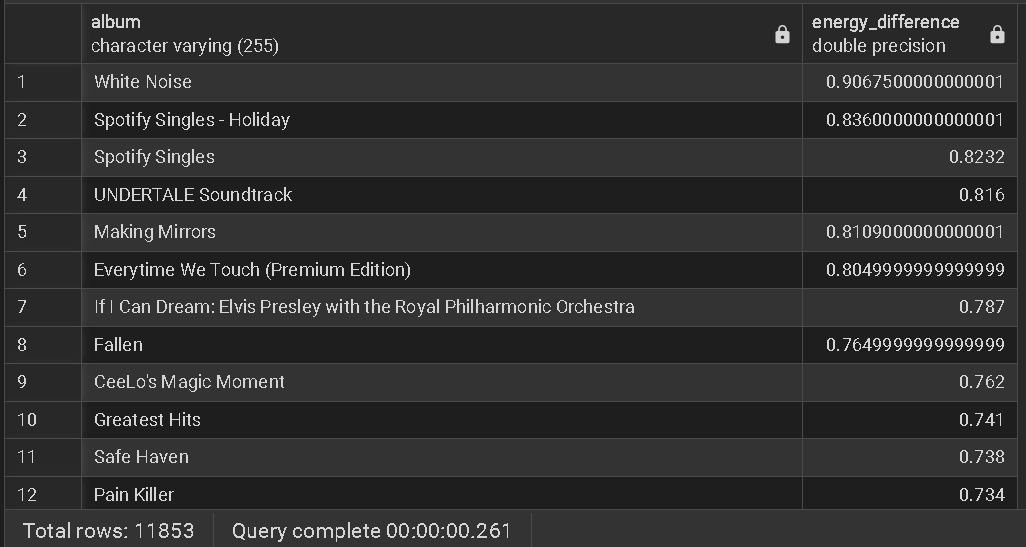 album energy_difference
character varying (255) double precision
1 White Noise 0.9067500000000001
2 Spotify Singles - Holiday 0.8360000000000001
3 Spotify Singles 0.8232
4 UNDERTALE Soundtrack 0.816
5 Making Mirrors 0.8109000000000001
6 Everytime We Touch (Premium Edition) 0.8049999999999999
7 If I Can Dream: Elvis Presley with the Royal Philharmonic Orchestra 0.787
8 Fallen 0.7649999999999999
9 CeeLo's Magic Moment 0.762
10 Greatest Hits 0.741
11 Safe Haven 0.738
12 Pain Killer 0.734
Total rows: 11853 Query complete 00:00:00.261